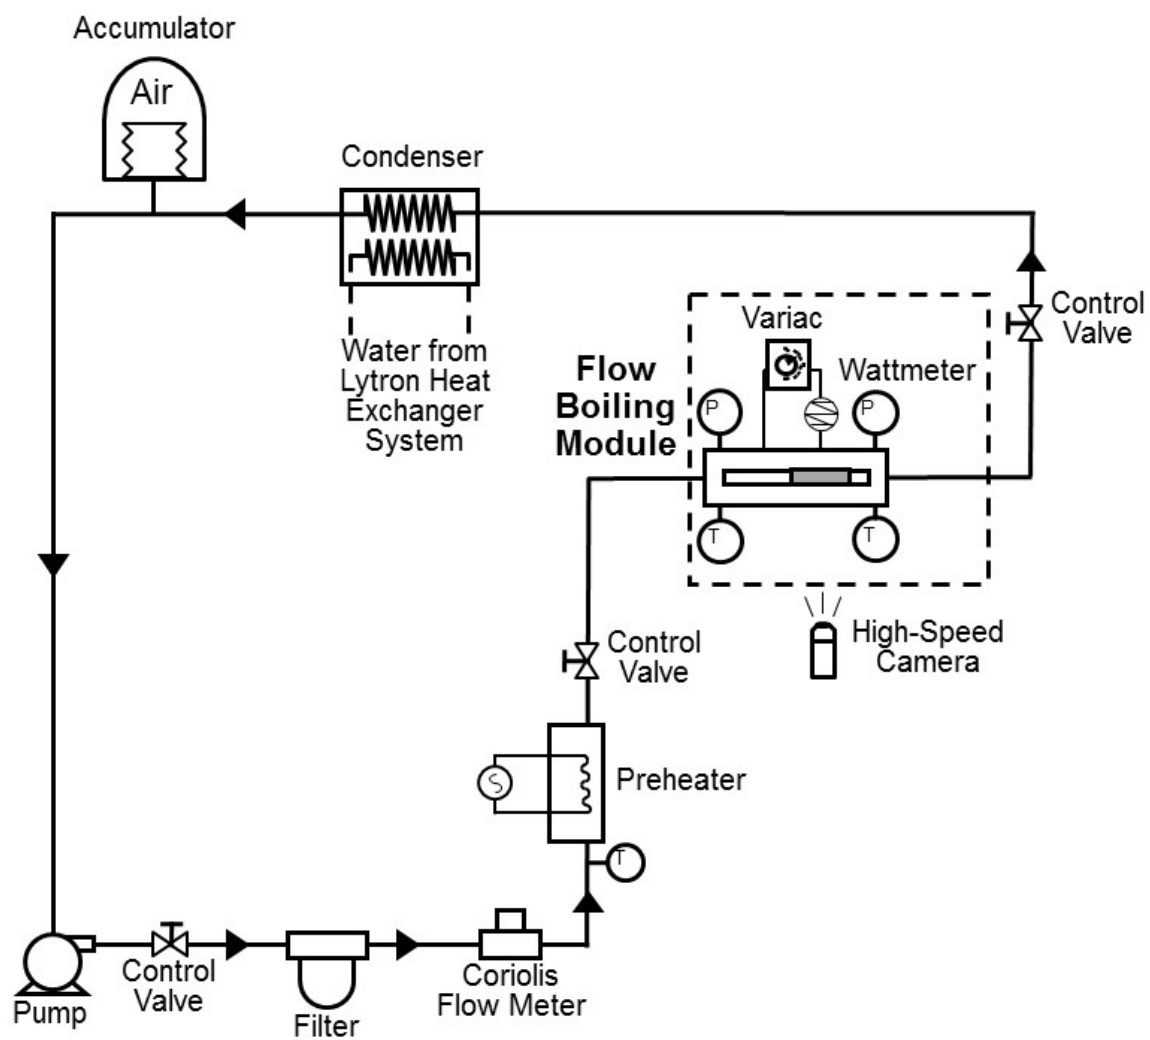 Accumulator
Air
Condenser
Water from
Lytron Heat
Exchanger
System
Flow
Boiling
Module
Variac
Wattmeter
P
P
T
T
Control
Valve
High-Speed
Camera
Control
Valve
S
Preheater
T
Pump
Control
Valve
Filter
Coriolis
Flow Meter